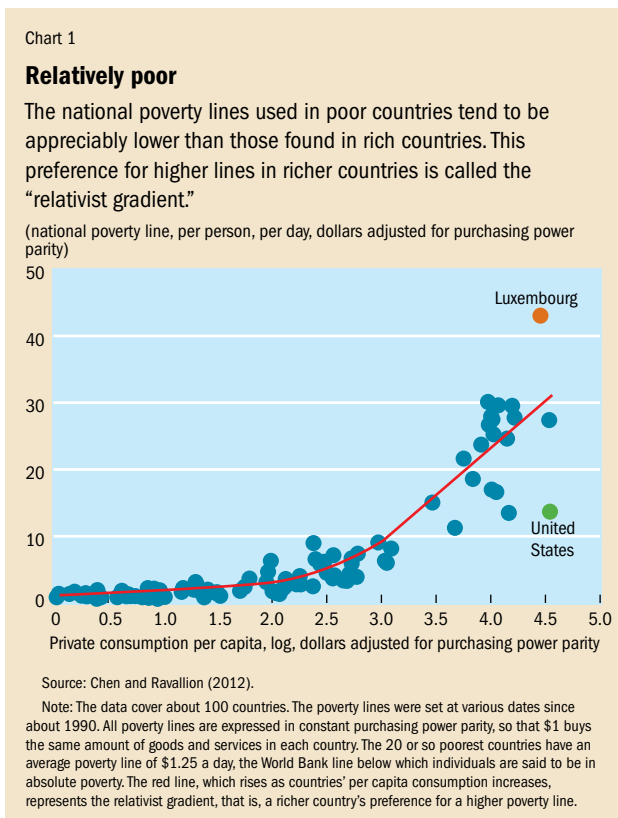 Chart 1
Relatively poor
The national poverty lines used in poor countries tend to be
appreciably lower than those found in rich countries. This
preference for higher lines in richer countries is called the
“relativist gradient.”
(national poverty line, per person, per day, dollars adjusted for purchasing power
parity)
50
Luxembourg
40
30
20
10
United
States
0
0 0.5 1.0 1.5 2.0 2.5 3.0 3.5 4.0 4.5 5.0
Private consumption per capita, log, dollars adjusted for purchasing power parity
Source: Chen and Ravallion (2012).
Note: The data cover about 100 countries. The poverty lines were set at various dates since
about 1990. All poverty lines are expressed in constant purchasing power parity, so that $1 buys
the same amount of goods and services in each country. The 20 or so poorest countries have an
average poverty line of $1.25 a day, the World Bank line below which individuals are said to be in
absolute poverty. The red line, which rises as countries’ per capita consumption increases,
represents the relativist gradient, that is, a richer country’s preference for a higher poverty line.